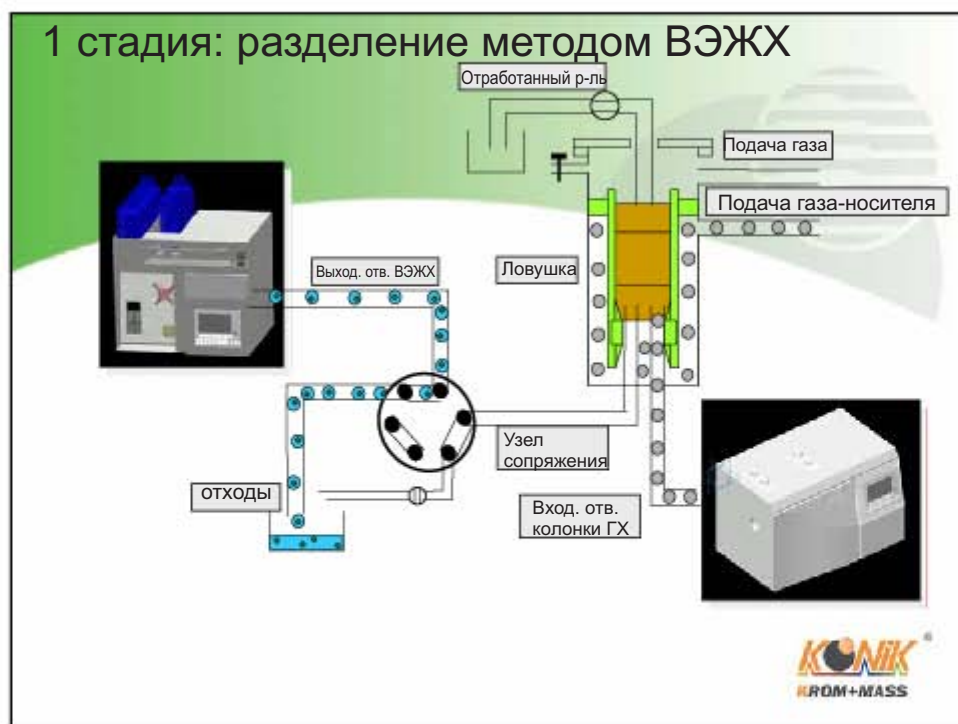 1 стадия: разделение методом ВЭЖХ
Отработанный р-ль
Подача газа
Подача газа-носителя
Выход. отв. ВЭЖХ
Ловушка
Узел
сопряжения
отходы
Вход. отв.
колонки ГХ
KONIK
KROM+MASS